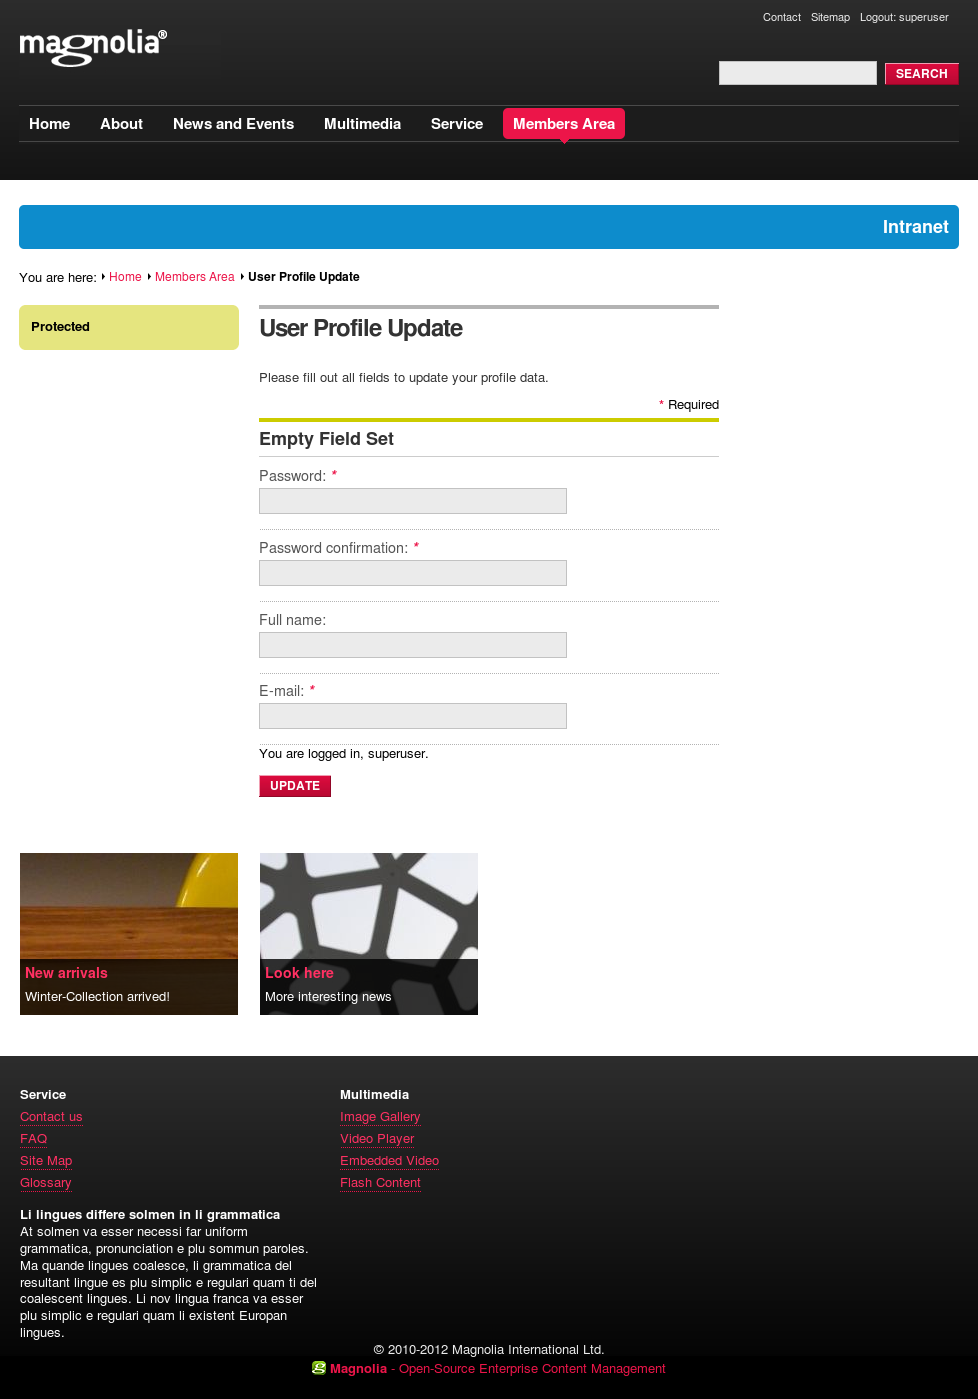 Contact Sitemap Logout: superuser
magnolia®
SEARCH
Home About News and Events Multimedia Service Members Area
Intranet
You are here: Home Members Area User Profile Update
Protected
User Profile Update
Please fill out all fields to update your profile data.
* Required
Empty Field Set
Password: *
Password confirmation: *
Full name:
E-mail: *
You are logged in, superuser.
UPDATE
New arrivals
Winter-Collection arrived!
Look here
More interesting news
Service
Contact us
FAQ
Site Map
Glossary
Multimedia
Image Gallery
Video Player
Embedded Video
Flash Content
Li lingues differe solmen in li grammatica
At solmen va esser necessi far uniform
grammatica, pronunciation e plu sommun paroles.
Ma quande lingues coalesce, li grammatica del
resultant lingue es plu simplic e regulari quam ti del
coalescent lingues. Li nov lingua franca va esser
plu simplic e regulari quam li existent Europan
lingues.
© 2010-2012 Magnolia International Ltd.
Magnolia - Open-Source Enterprise Content Management